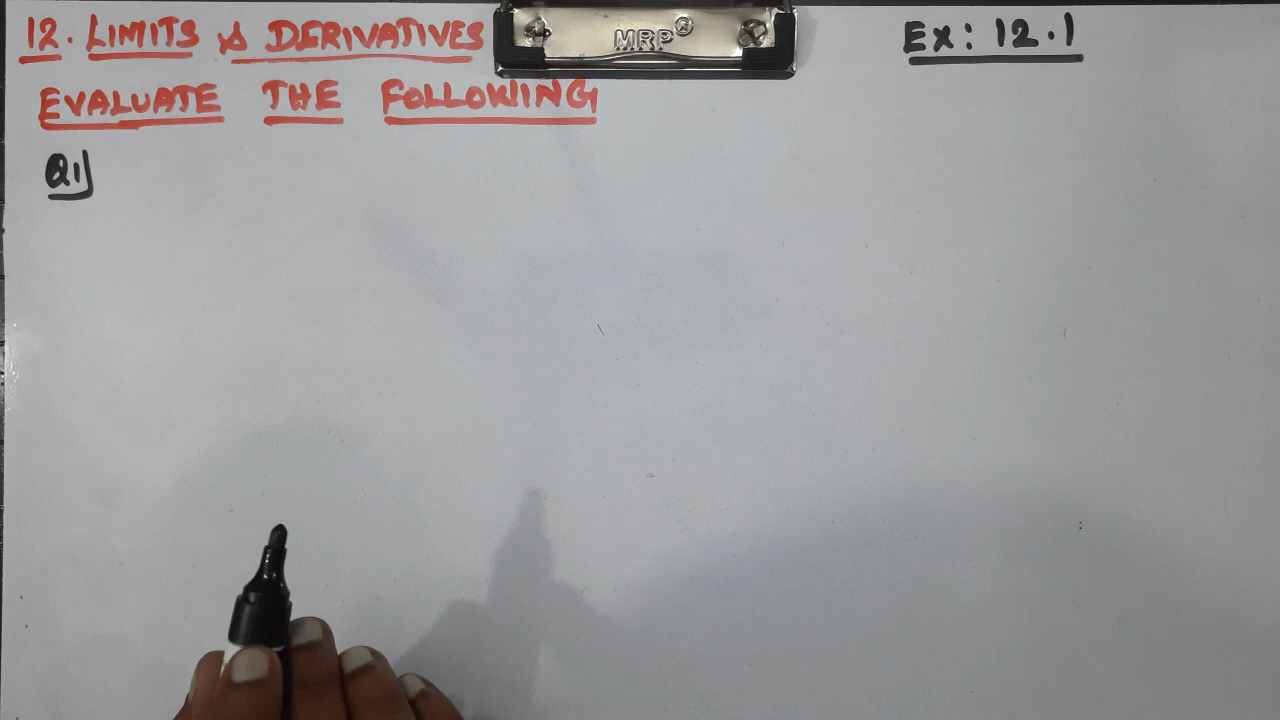 12. LIMITS & DERIVATIVES
MRP®
Ex: 12.1
EVALUATE THE FOLLOWING
Q1)